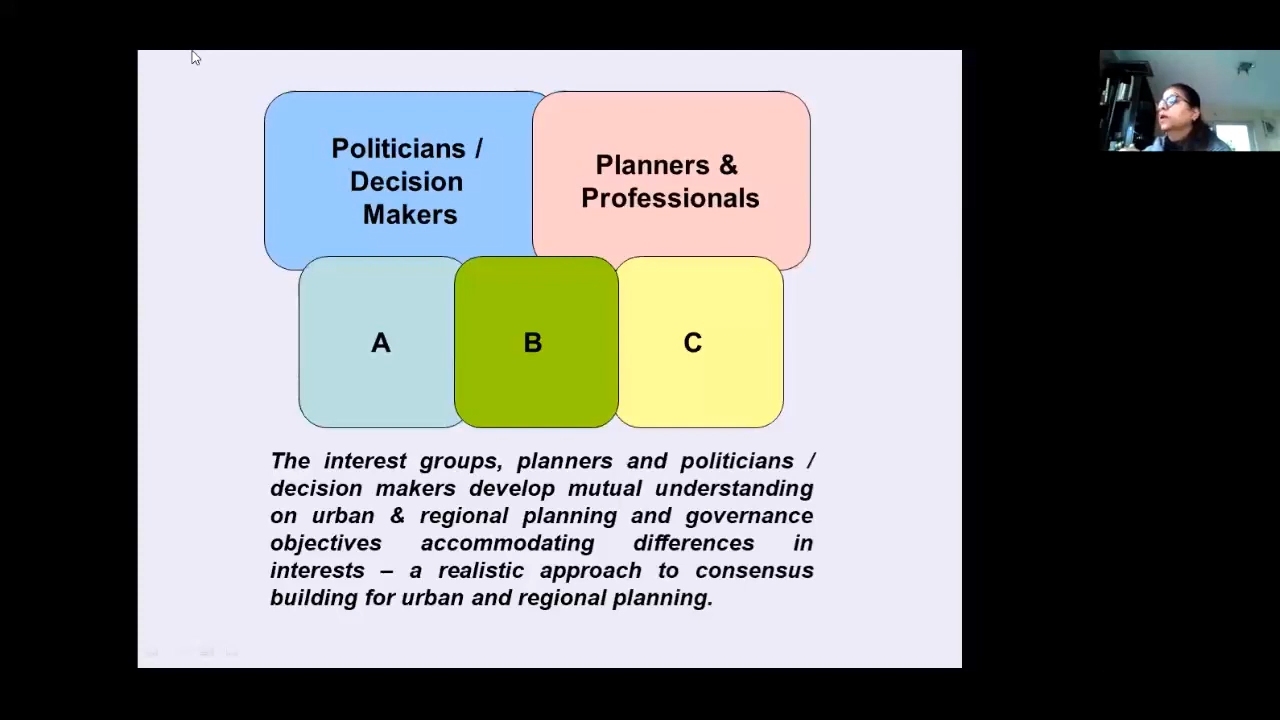 Politicians /
Decision
Makers
Planners &
Professionals
A
B
C
The interest groups, planners and politicians /
decision makers develop mutual understanding
on urban & regional planning and governance
objectives accommodating differences in
interests – a realistic approach to consensus
building for urban and regional planning.